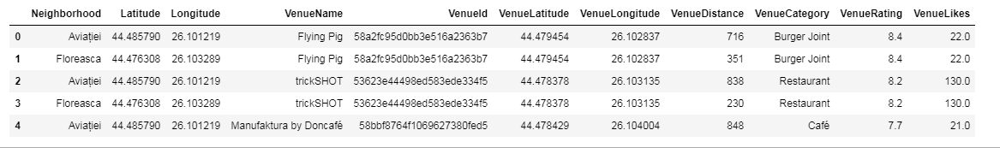 Neighborhood Latitude Longitude VenueName VenueId VenueLatitude VenueLongitude VenueDistance VenueCategory VenueRating VenueLikes
0 Aviației 44.485790 26.101219 Flying Pig 58a2fc95d0bb3e516a2363b7 44.479454 26.102837 716 Burger Joint 8.4 22.0
1 Floreasca 44.476308 26.103289 Flying Pig 58a2fc95d0bb3e516a2363b7 44.479454 26.102837 351 Burger Joint 8.4 22.0
2 Aviației 44.485790 26.101219 trickSHOT 53623e44498ed583ede334f5 44.478378 26.103135 838 Restaurant 8.2 130.0
3 Floreasca 44.476308 26.103289 trickSHOT 53623e44498ed583ede334f5 44.478378 26.103135 230 Restaurant 8.2 130.0
4 Aviației 44.485790 26.101219 Manufaktura by Doncafé 58bbf8764f1069627380fed5 44.478429 26.104004 848 Café 7.7 21.0